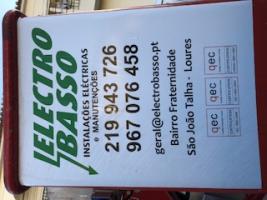 ELECTRO
BASSO
INSTALAÇÕES ELÉCTRICAS
e MANUTENÇÕES
219 943 726
967 076 458
geral@electrobasso.pt
Bairro Fraternidade
São João Talha - Loures
qec
qec
qec